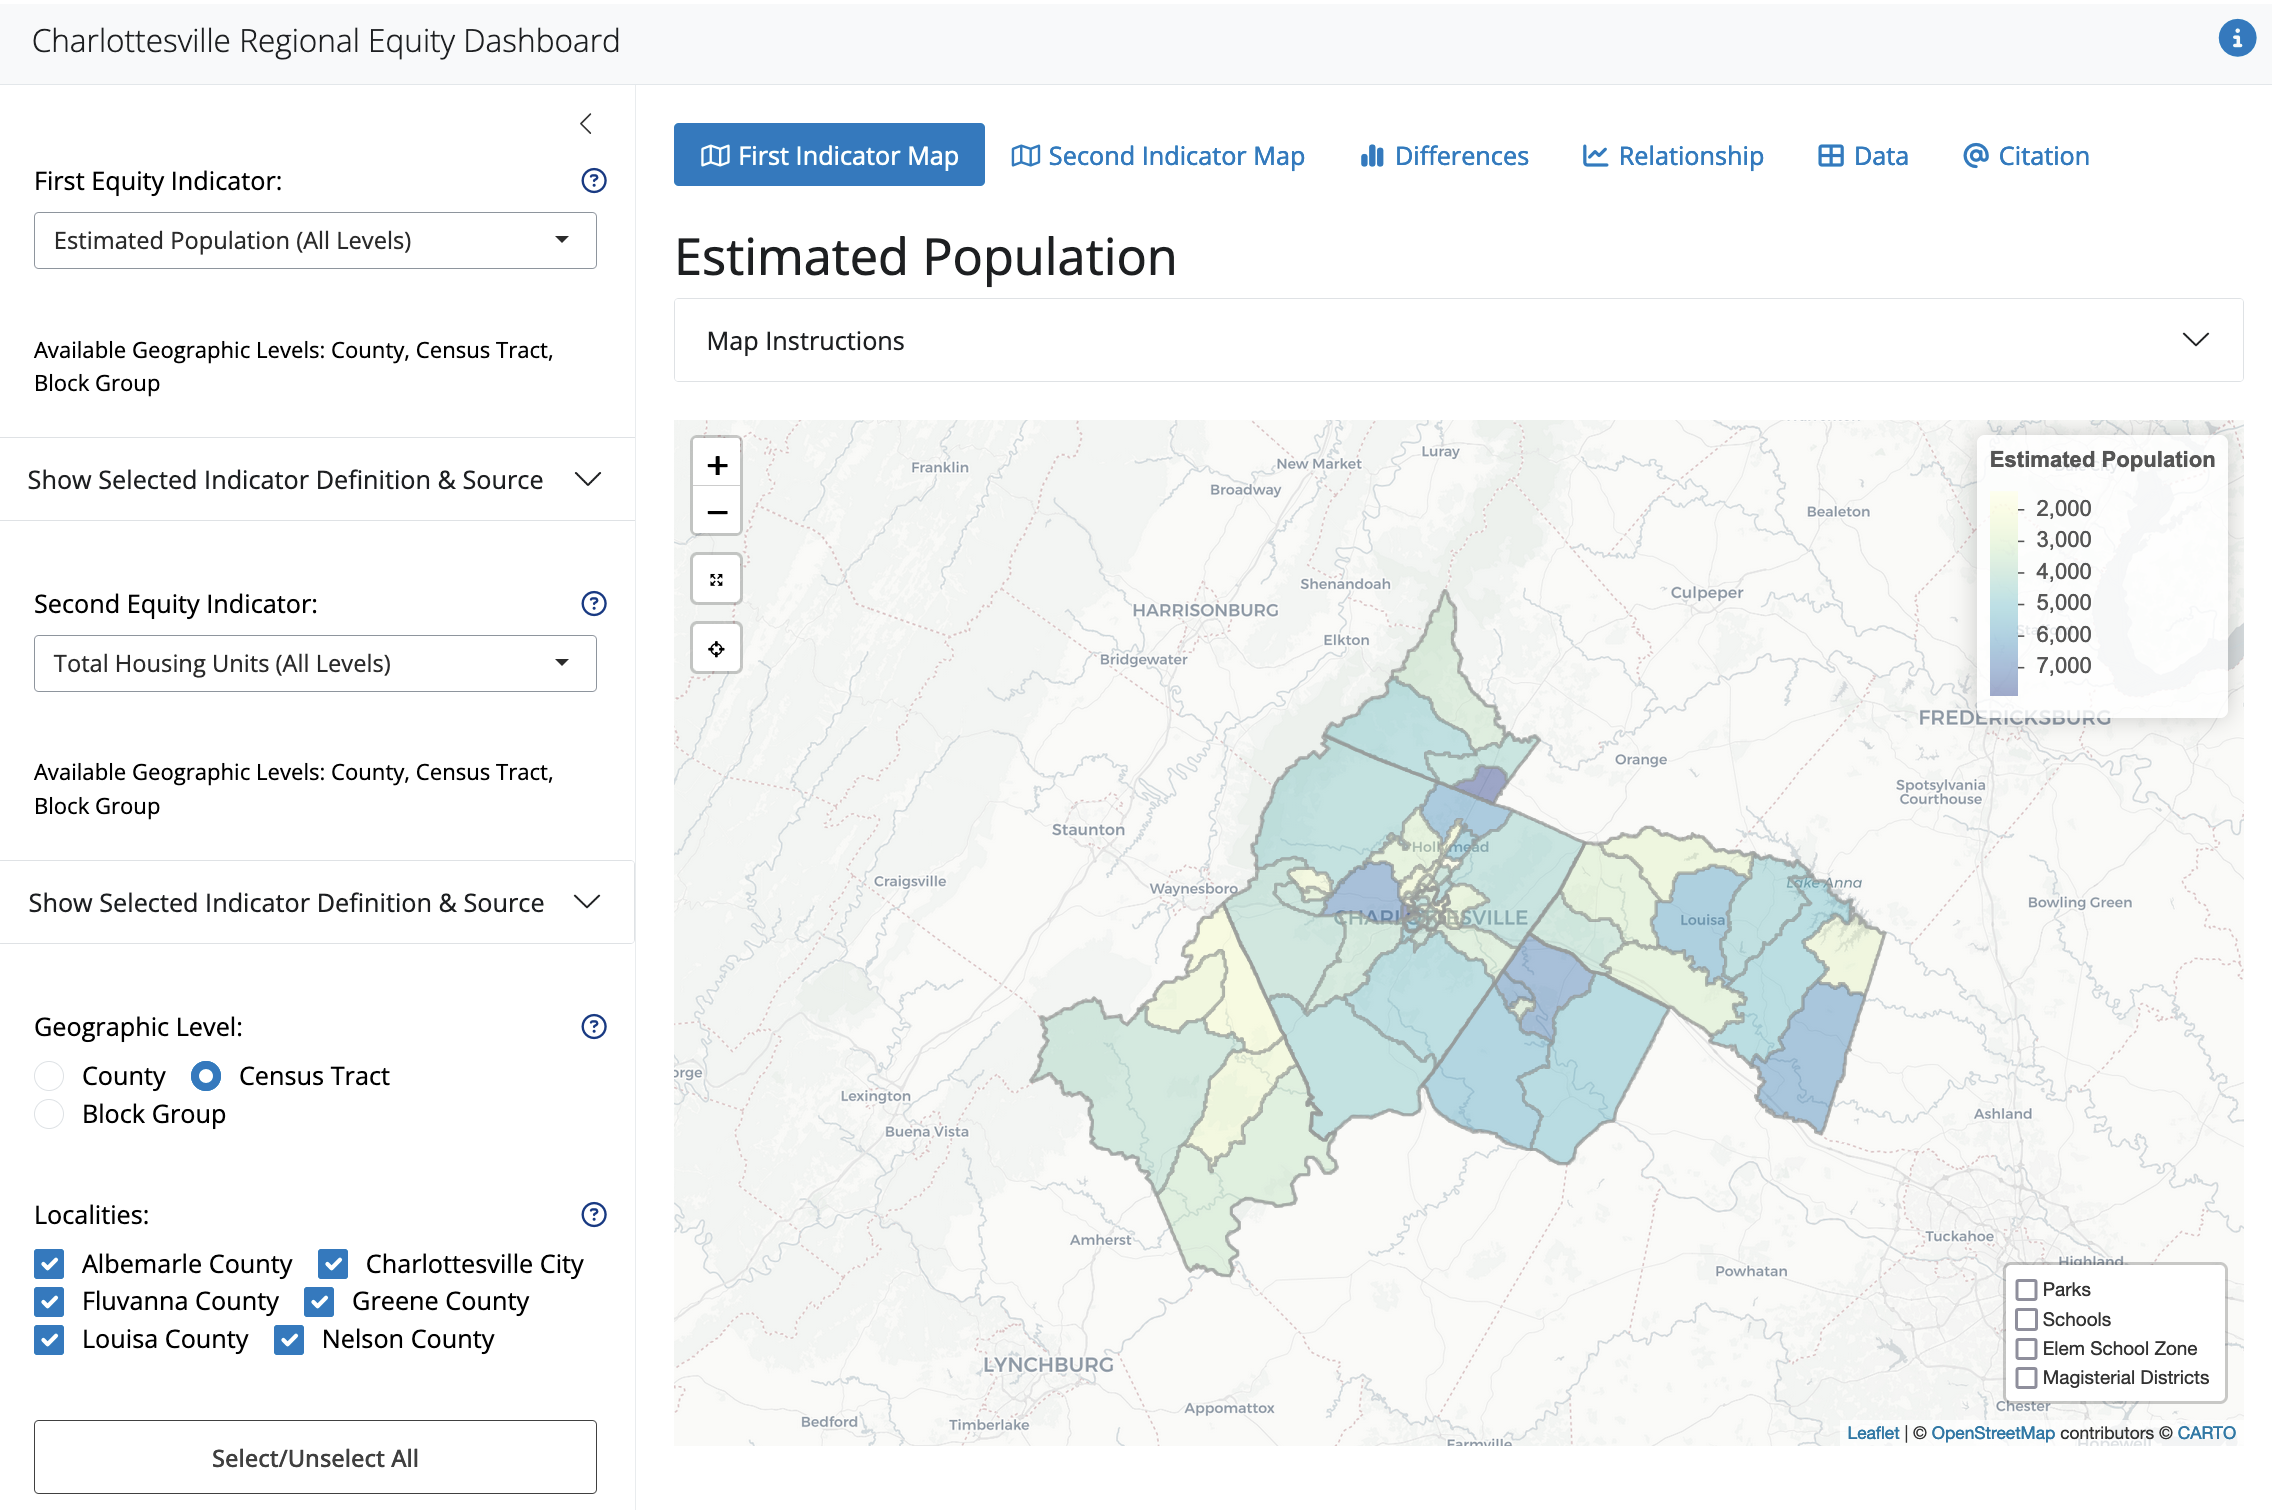 Charlottesville Regional Equity Dashboard
First Equity Indicator:
Estimated Population (All Levels)
Available Geographic Levels: County, Census Tract,
Block Group
Show Selected Indicator Definition & Source
Second Equity Indicator:
Total Housing Units (All Levels)
Available Geographic Levels: County, Census Tract,
Block Group
Show Selected Indicator Definition & Source
Geographic Level:
County Census Tract
Block Group
Localities:
Albemarle County Charlottesville City
Fluvanna County Greene County
Louisa County Nelson County
Select/Unselect All
First Indicator Map Second Indicator Map Differences Relationship Data Citation
Estimated Population
Map Instructions
+
−
Estimated Population
2,000
3,000
4,000
5,000
6,000
7,000
Luray
New Market
Franklin
Broadway
Bealeton
Shenandoah
Culpeper
HARRISONBURG
Elkton
Bridgewater
FREDERICKSBURG
Orange
Spotsylvania
Courthouse
Staunton
Hollymead
Craigsville
Waynesboro
Lake Anna
Bowling Green
CHARLOTTESVILLE
Louisa
orge
Lexington
Ashland
Buena Vista
Amherst
Tuckahoe
Highland
Powhatan
Parks
Schools
Elem School Zone
Magisterial Districts
LYNCHBURG
Chester
Appomattox
Bedford
Timberlake
Farmville
Hopewell
Leaflet | © OpenStreetMap contributors © CARTO